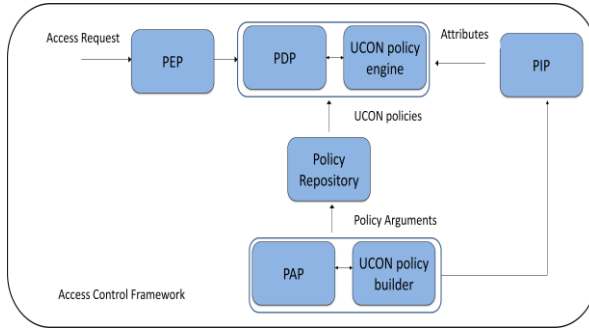 Access Request
PEP
PDP
UCON policy
engine
Attributes
PIP
UCON policies
Policy
Repository
Policy Arguments
PAP
UCON policy
builder
Access Control Framework